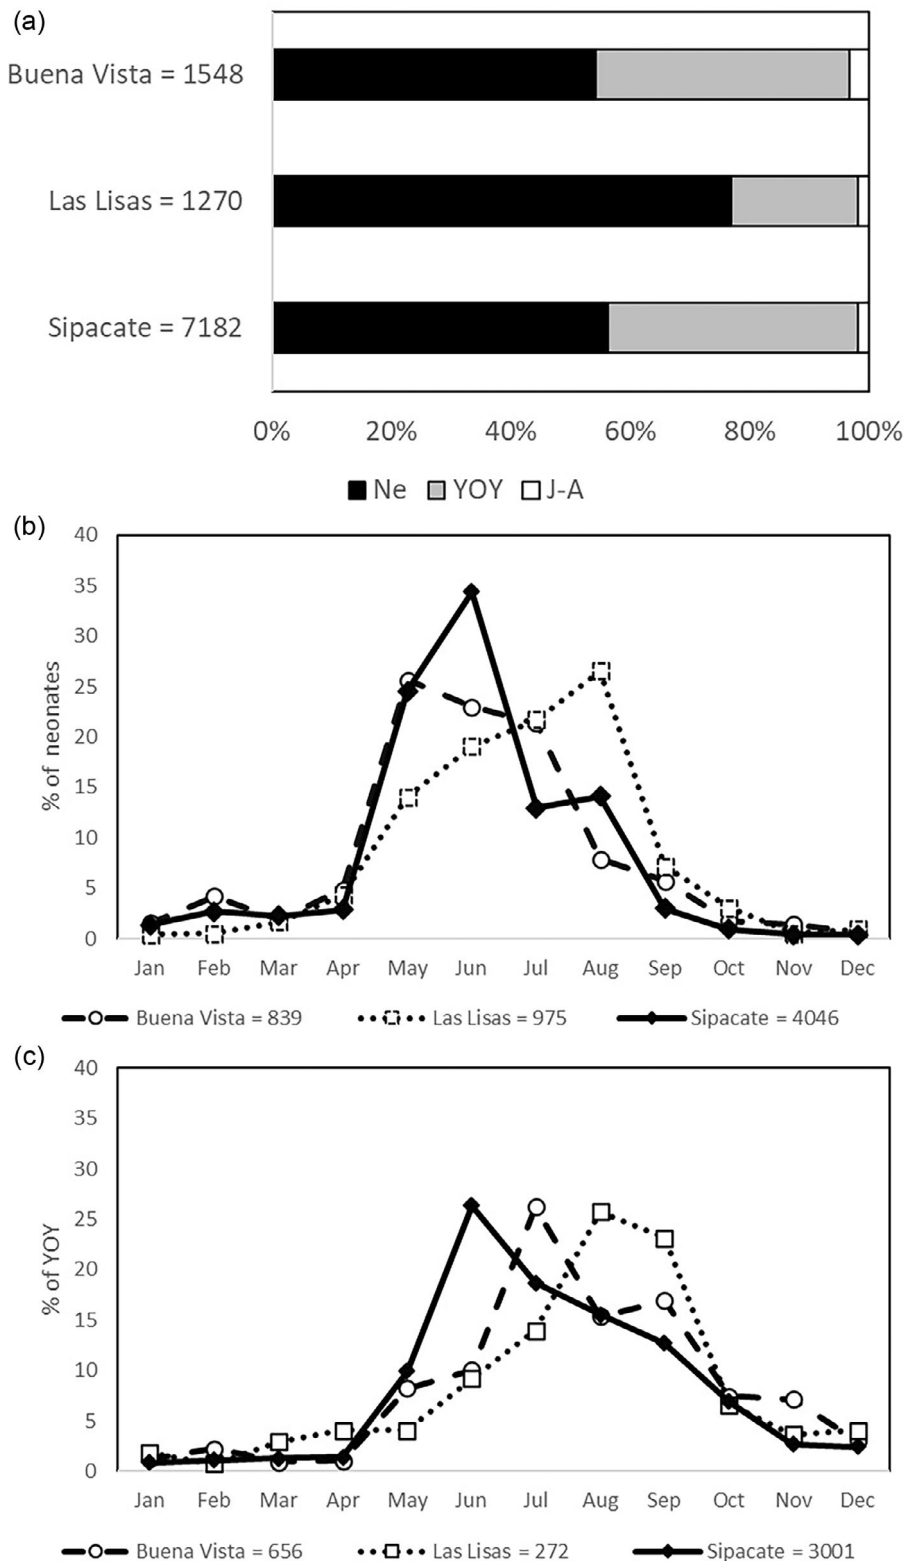 (a)
Buena Vista = 1548
Las Lisas = 1270
Sipacate = 7182
0% 20% 40% 60% 80% 100%
Ne YOY J-A
(b)
% of neonates
40
35
30
25
20
15
10
5
0
Jan Feb Mar Apr May Jun Jul Aug Sep Oct Nov Dec
Buena Vista = 839 Las Lisas = 975 Sipacate = 4046
(c)
% of YOY
40
35
30
25
20
15
10
5
0
Jan Feb Mar Apr May Jun Jul Aug Sep Oct Nov Dec
Buena Vista = 656 Las Lisas = 272 Sipacate = 3001